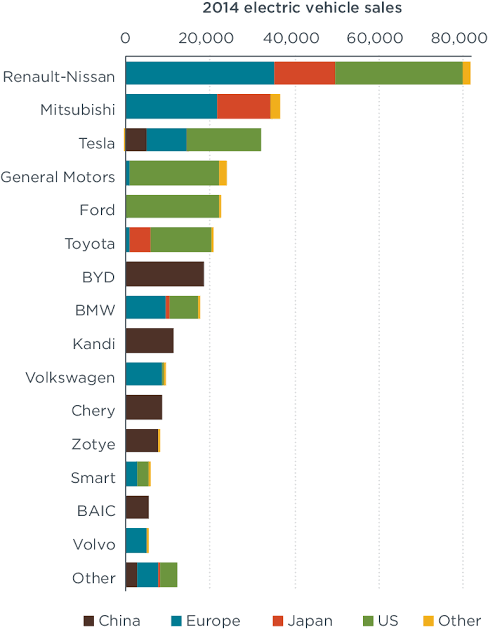 2014 electric vehicle sales
0 20,000 40,000 60,000 80,000
Renault-Nissan
Mitsubishi
Tesla
General Motors
Ford
Toyota
BYD
BMW
Kandi
Volkswagen
Chery
Zotye
Smart
BAIC
Volvo
Other
China Europe Japan US Other